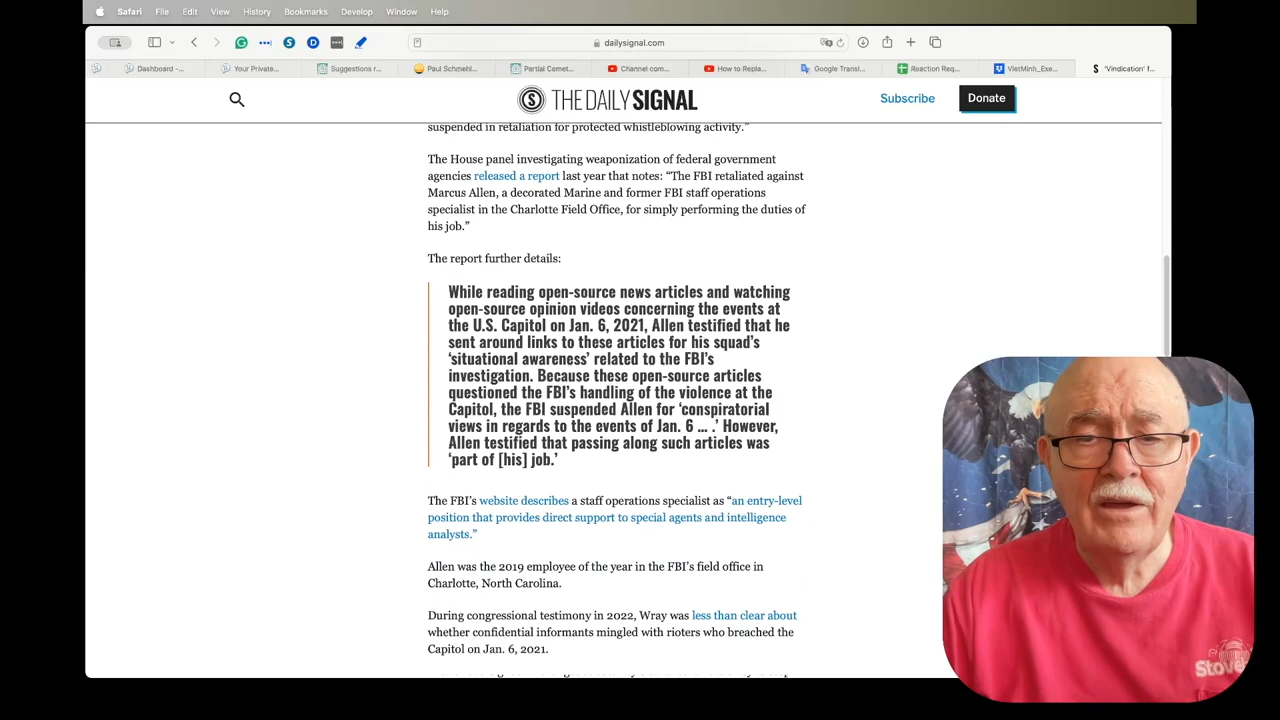 Safari File Edit View History Bookmarks Develop Window Help
dailysignal.com
Dashboard -... Your Private... Suggestions r... Paul Schmehl... Partial Cemet... Channel com... How to Repla... Google Transl... Reaction Req... VietMinh_Exe... 'Vindication' f...
THE DAILY SIGNAL
Subscribe
Donate
suspended in retaliation for protected whistleblowing activity.”
The House panel investigating weaponization of federal government
agencies released a report last year that notes: “The FBI retaliated against
Marcus Allen, a decorated Marine and former FBI staff operations
specialist in the Charlotte Field Office, for simply performing the duties of
his job.”
The report further details:
While reading open-source news articles and watching
open-source opinion videos concerning the events at
the U.S. Capitol on Jan. 6, 2021, Allen testified that he
sent around links to these articles for his squad’s
‘situational awareness’ related to the FBI’s
investigation. Because these open-source articles
questioned the FBI’s handling of the violence at the
Capitol, the FBI suspended Allen for ‘conspiratorial
views in regards to the events of Jan. 6 ... .’ However,
Allen testified that passing along such articles was
‘part of [his] job.’
The FBI’s website describes a staff operations specialist as “an entry-level
position that provides direct support to special agents and intelligence
analysts.”
Allen was the 2019 employee of the year in the FBI’s field office in
Charlotte, North Carolina.
During congressional testimony in 2022, Wray was less than clear about
whether confidential informants mingled with rioters who breached the
Capitol on Jan. 6, 2021.